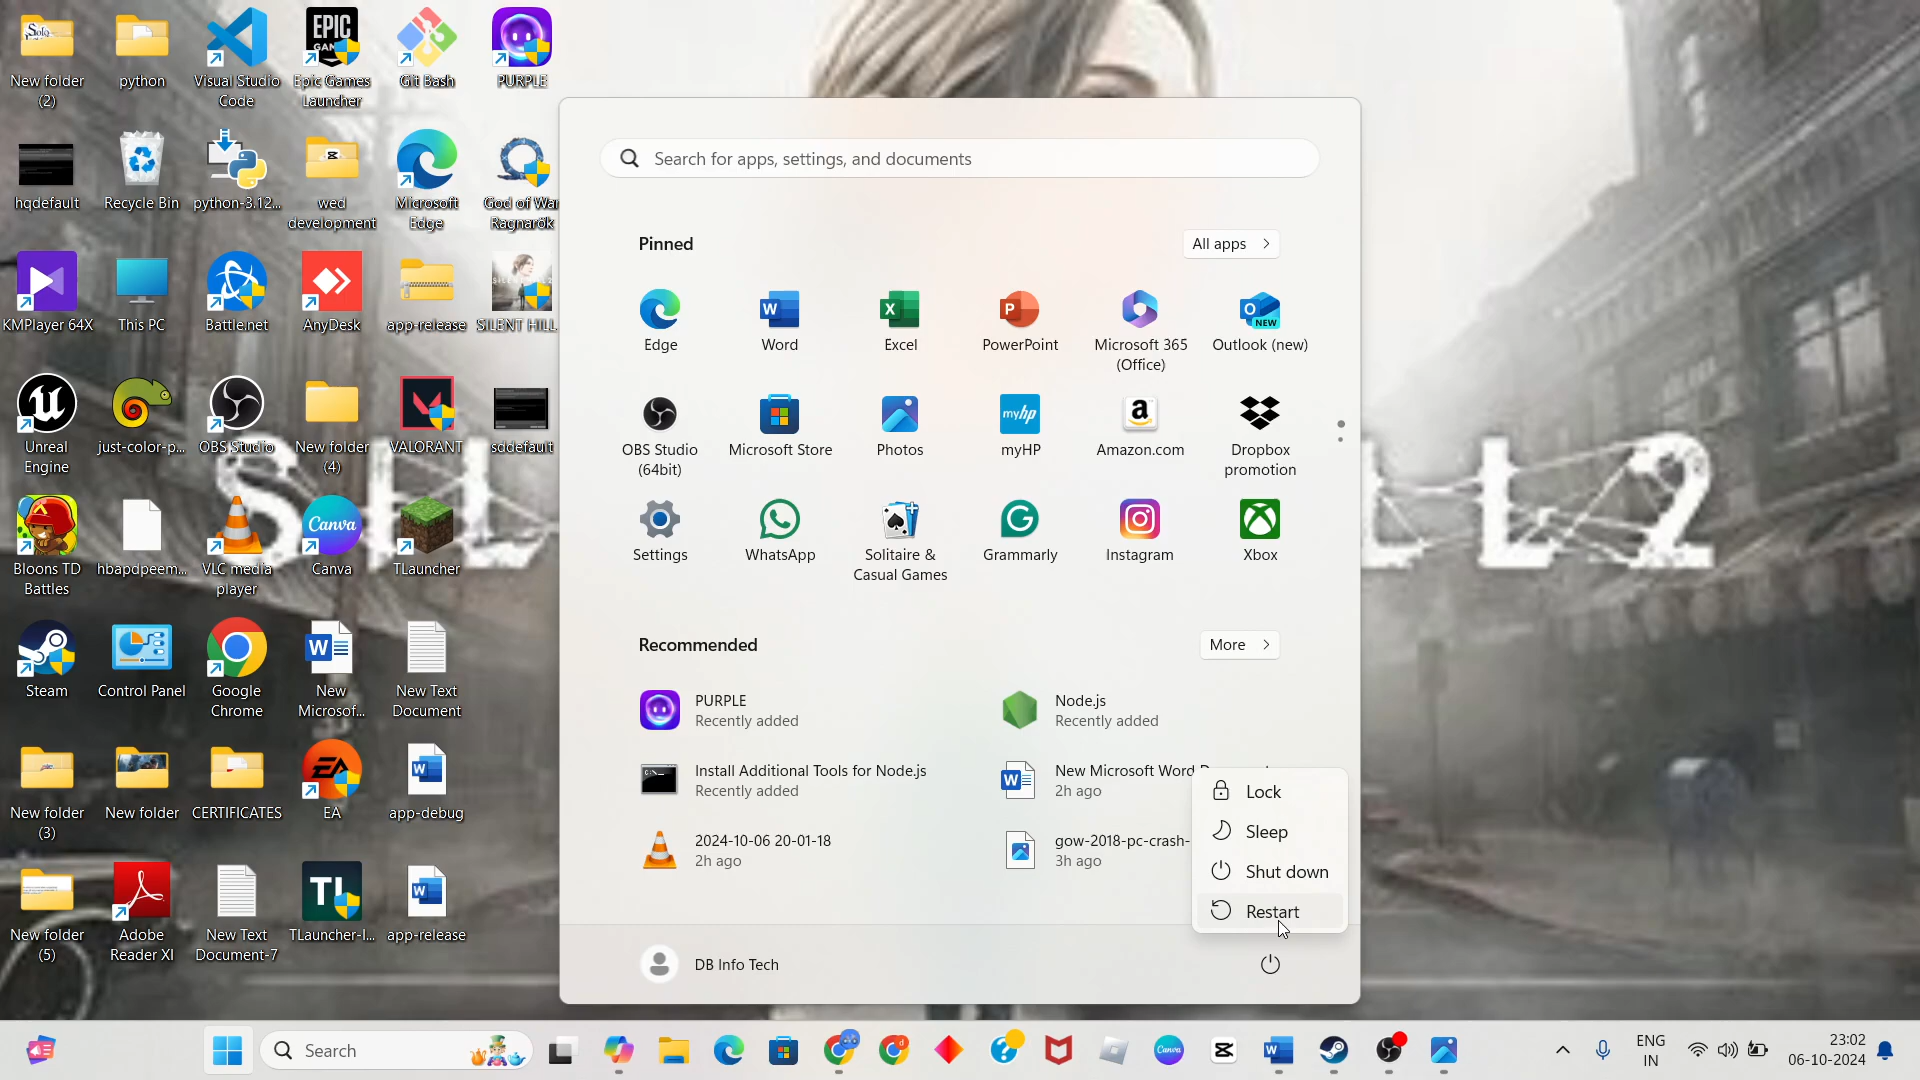 New folder
(2)
python
Visual Studio
Code
EPIC
GAMES
Epic Games
Launcher
Git Bash
PURPLE
hqdefault
Recycle Bin
python-3.12...
wed
development
Microsoft
Edge
God of War
Ragnarök
KMPlayer 64X
This PC
Battle.net
AnyDesk
app-release
SILENT HILL
Unreal
Engine
just-color-p...
OBS Studio
New folder
(4)
VALORANT
sddefault
Bloons TD
Battles
hbapdpeem...
VLC media
player
Canva
Canva
TLauncher
Steam
Control Panel
Google
Chrome
New
Microsof...
New Text
Document
New folder
(3)
New folder
CERTIFICATES
EA
EA
app-debug
New folder
(5)
Adobe
Reader XI
New Text
Document-7
TL
TLauncher-I...
app-release
Search for apps, settings, and documents
Pinned
All apps
Edge
Word
Excel
PowerPoint
Microsoft 365
(Office)
NEW
Outlook (new)
OBS Studio
(64bit)
Microsoft Store
Photos
myhp
myHP
Amazon.com
Dropbox
promotion
Settings
WhatsApp
Solitaire &
Casual Games
Grammarly
Instagram
Xbox
Recommended
More
PURPLE
Recently added
Node.js
Recently added
Install Additional Tools for Node.js
Recently added
New Microsoft Word
2h ago
2024-10-06 20-01-18
2h ago
gow-2018-pc-crash-
3h ago
Lock
Sleep
Shut down
Restart
DB Info Tech
Search
ENG
IN
23:02
06-10-2024